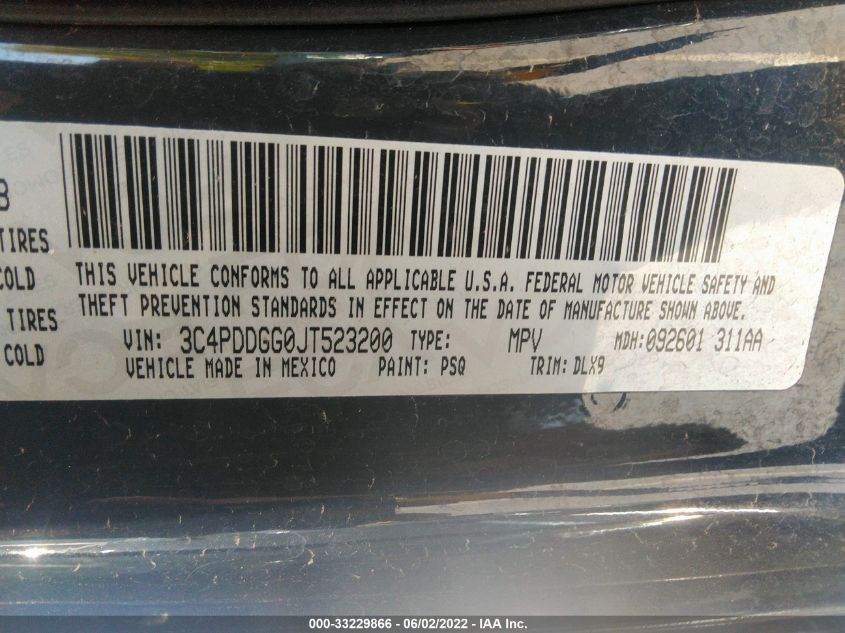 8
TIRES
COLD
TIRES
COLD
THIS VEHICLE CONFORMS TO ALL APPLICABLE U.S.A. FEDERAL MOTOR VEHICLE SAFETY AND
THEFT PREVENTION STANDARDS IN EFFECT ON THE DATE OF MANUFACTURE SHOWN ABOVE.
VIN: 3C4PDDGG0JT523200 TYPE: MPV MDH:092601 311AA
VEHICLE MADE IN MEXICO PAINT: PSQ TRIM: DLX9
000-33229866 - 06/02/2022 - IAA Inc.